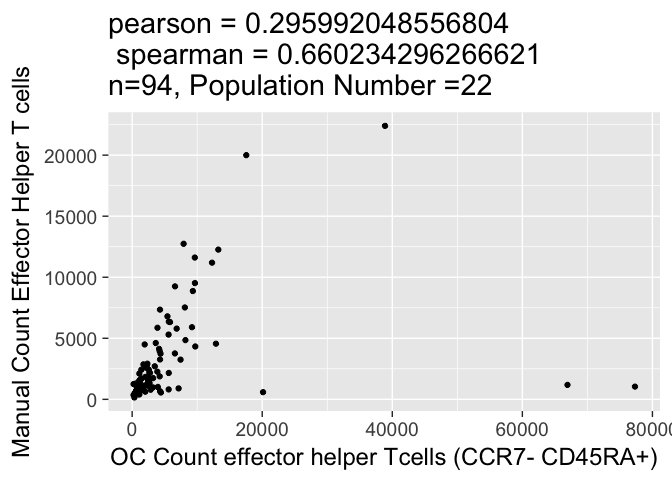 pearson = 0.295992048556804
spearman = 0.660234296266621
n=94, Population Number =22
Manual Count Effector Helper T cells
20000
15000
10000
5000
0
0
20000
40000
60000
80000
OC Count effector helper Tcells (CCR7- CD45RA+)